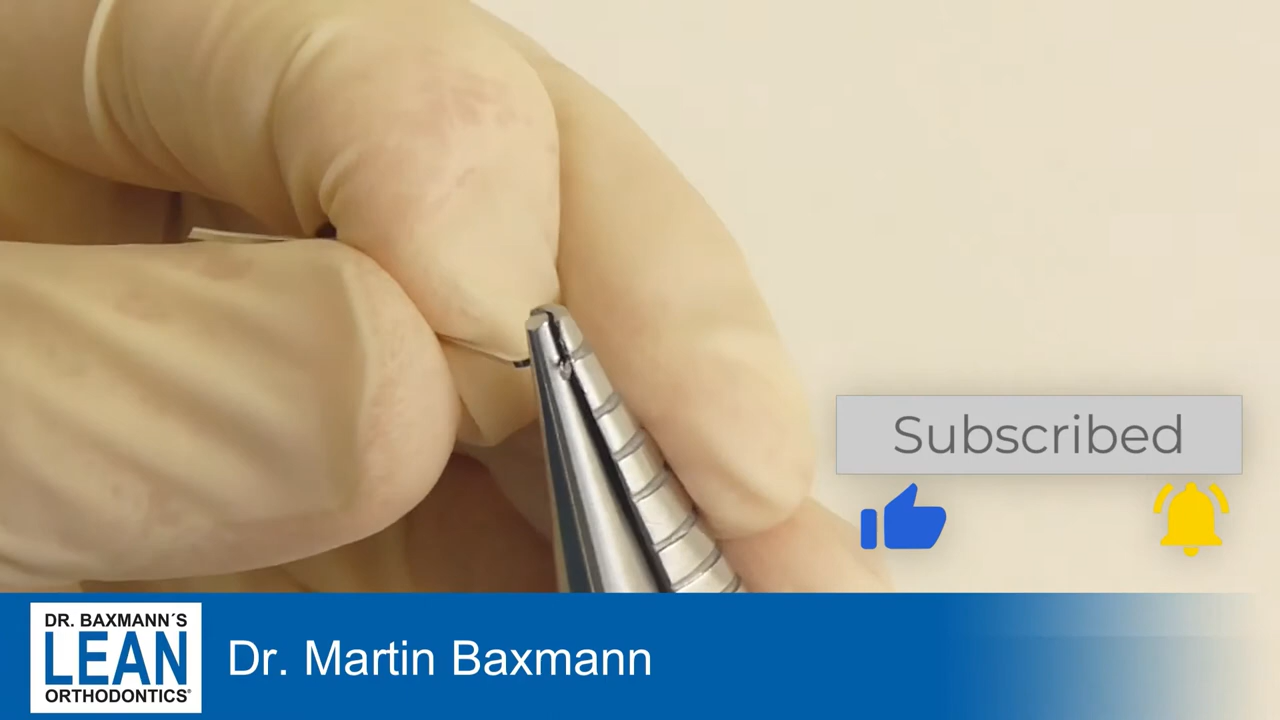 Subscribed
DR. BAXMANN´S
LEAN
ORTHODONTICS®
Dr. Martin Baxmann